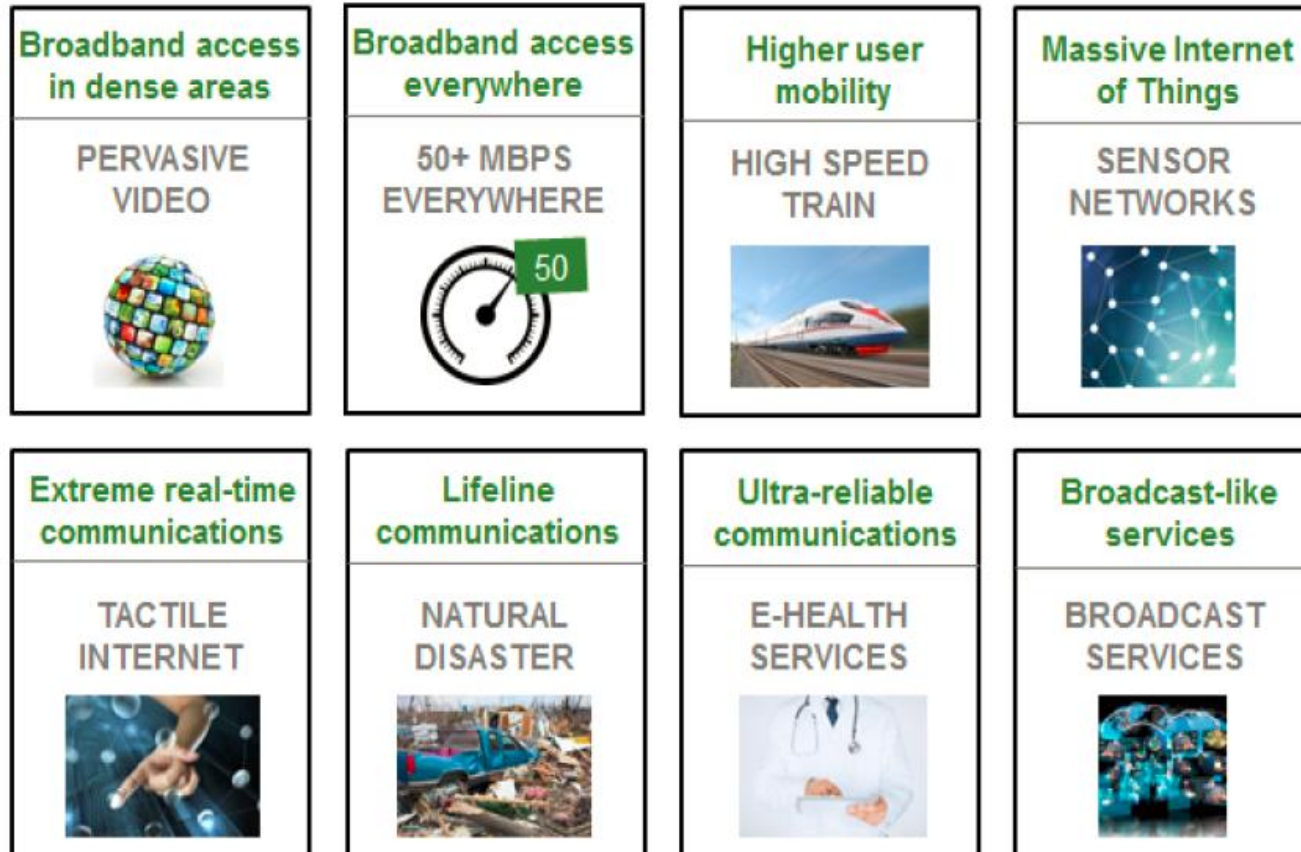 Broadband access
in dense areas
PERVASIVE
VIDEO
Broadband access
everywhere
50+ MBPS
EVERYWHERE
50
Higher user
mobility
HIGH SPEED
TRAIN
Massive Internet
of Things
SENSOR
NETWORKS
Extreme real-time
communications
TACTILE
INTERNET
Lifeline
communications
NATURAL
DISASTER
Ultra-reliable
communications
E-HEALTH
SERVICES
Broadcast-like
services
BROADCAST
SERVICES